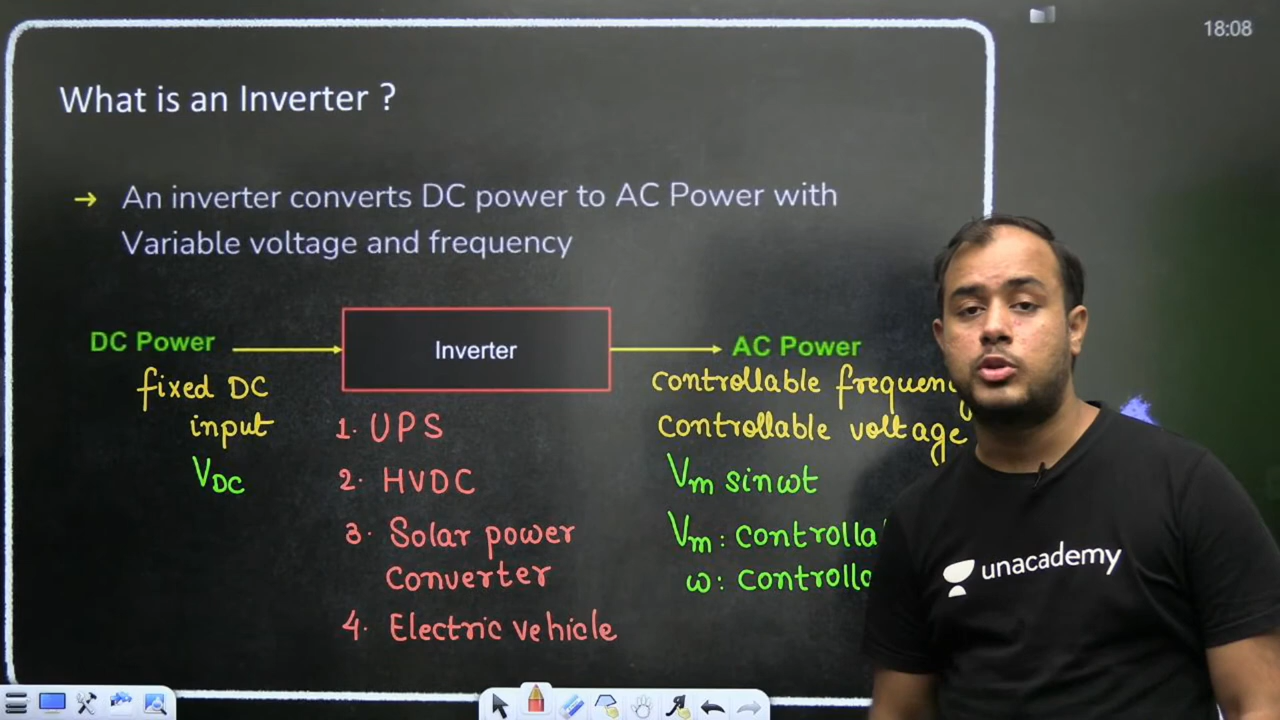 18:08
What is an Inverter ?
→ An inverter converts DC power to AC Power with
Variable voltage and frequency
DC Power
Inverter
AC Power
fixed DC
input
VDC
1. UPS
2. HVDC
3. Solar power
converter
4. Electric vehicle
controllable
controllable voltage
Vm sinωt
Vm:
ω:
unacademy